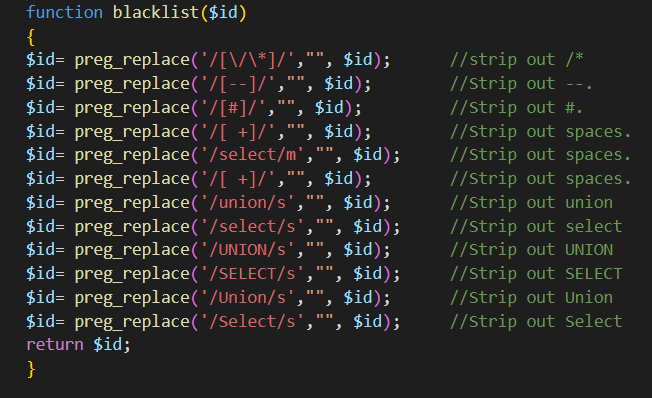 function blacklist($id)
{
$id= preg_replace('/[\/\*]/',"", $id);      //strip out /*
$id= preg_replace('/[--]/',"", $id);        //Strip out --.
$id= preg_replace('/[#]/',"", $id);         //Strip out #.
$id= preg_replace('/[ +]/',"", $id);        //Strip out spaces.
$id= preg_replace('/select/m',"", $id);     //Strip out spaces.
$id= preg_replace('/[ +]/',"", $id);        //Strip out spaces.
$id= preg_replace('/union/s',"", $id);      //Strip out union
$id= preg_replace('/select/s',"", $id);     //Strip out select
$id= preg_replace('/UNION/s',"", $id);      //Strip out UNION
$id= preg_replace('/SELECT/s',"", $id);     //Strip out SELECT
$id= preg_replace('/Union/s',"", $id);      //Strip out Union
$id= preg_replace('/Select/s',"", $id);     //Strip out Select
return $id;
}